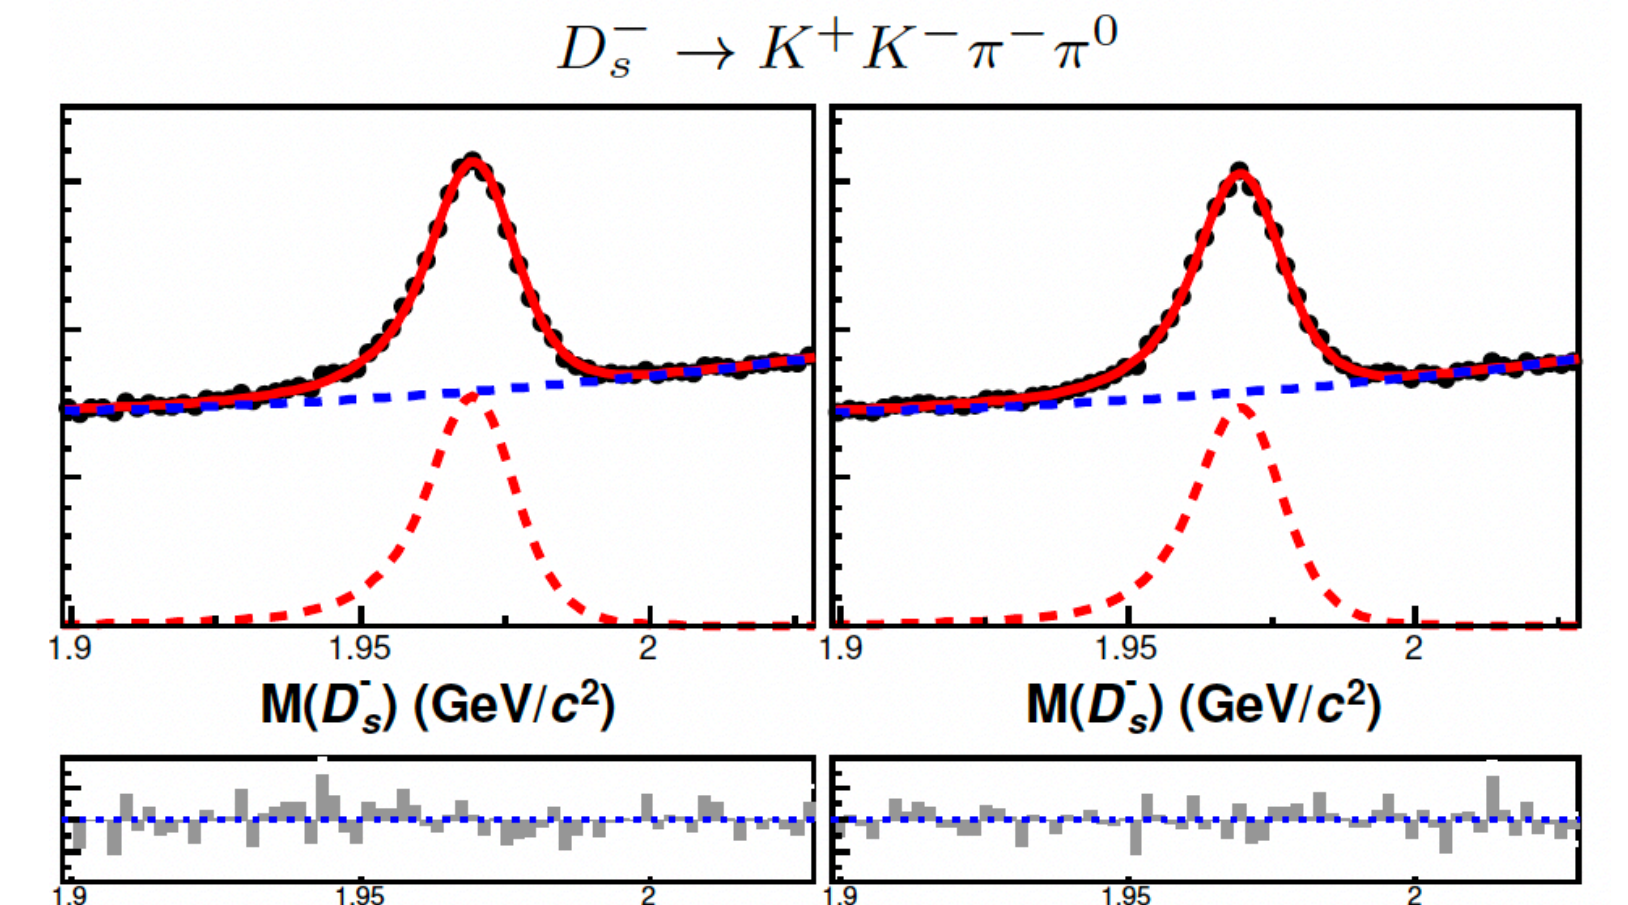 D_s^- → K^+ K^- π^- π^0
1.9 1.95 2 1.9 1.95 2
M(D_s^-) (GeV/c^2) M(D_s^-) (GeV/c^2)
1.9 1.95 2 1.9 1.95 2